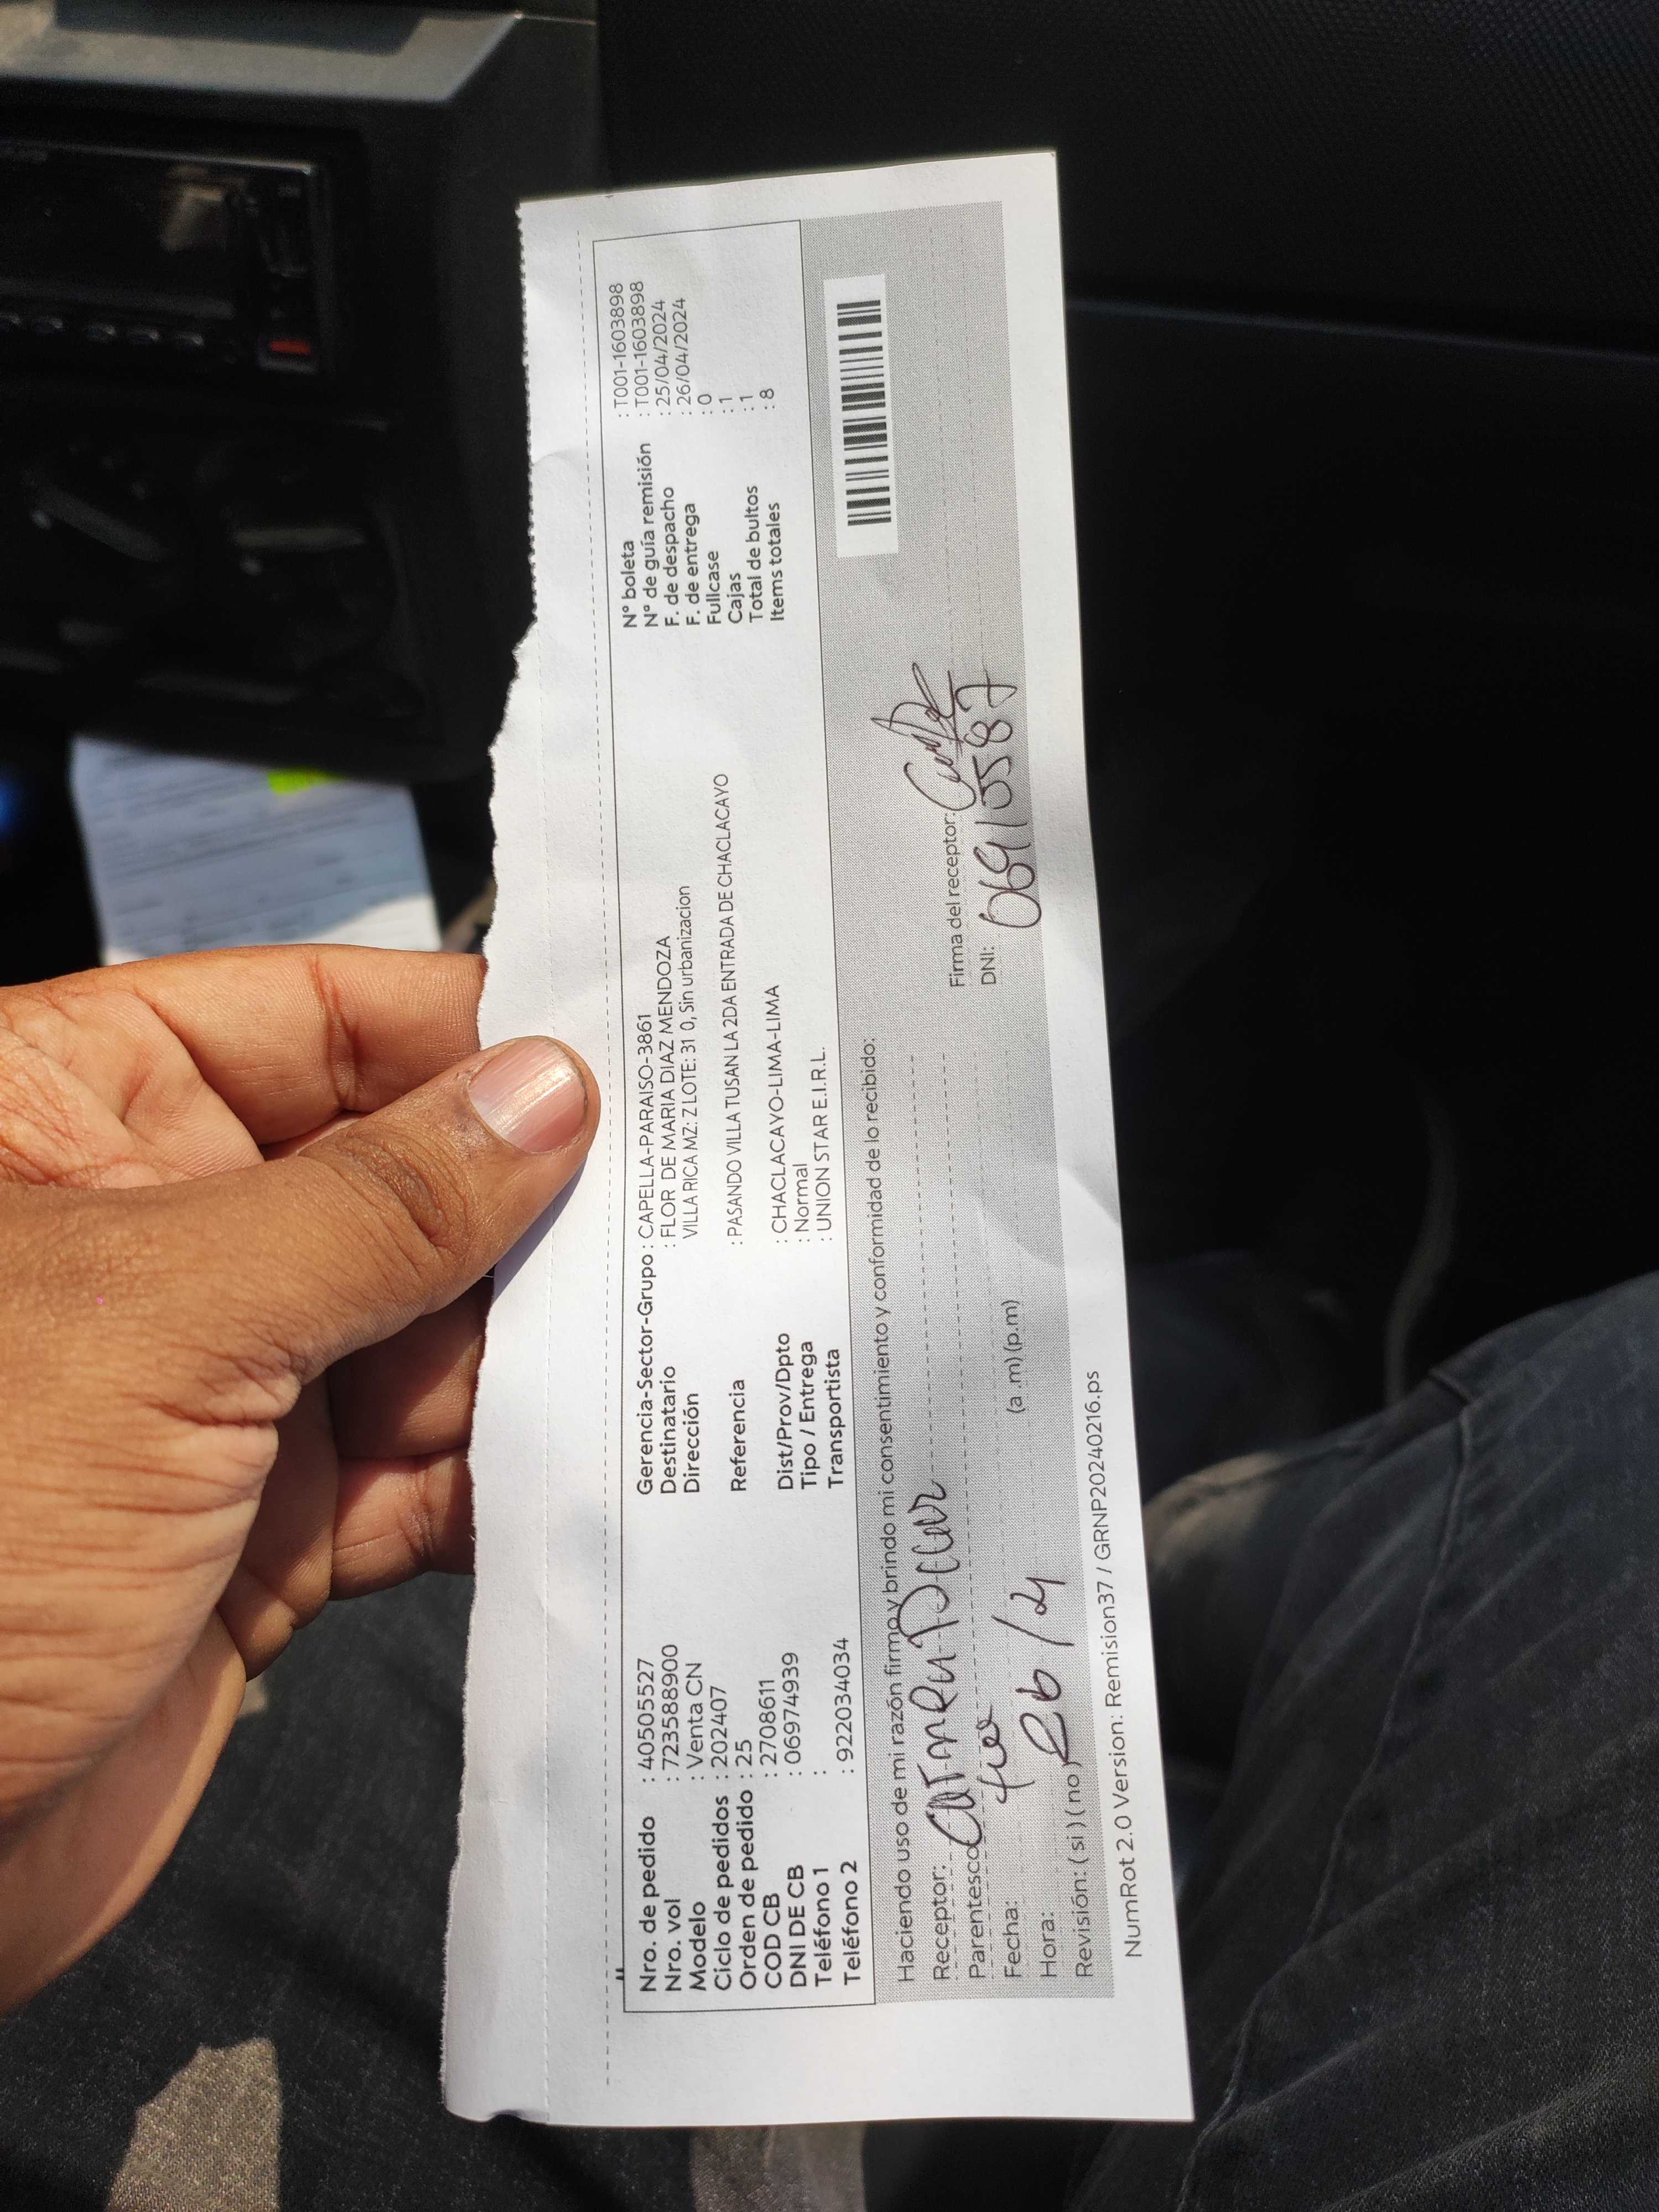 Nro. de pedido : 40505527
Nro. vol : 723588900
Modelo : Venta CN
Ciclo de pedidos : 202407
Orden de pedido : 25
COD CB : 2708611
DNI DE CB : 06974939
Teléfono 1 :
Teléfono 2 : 922034034
Gerencia-Sector-Grupo : CAPELLA-PARAISO-3861
Destinatario : FLOR DE MARIA DIAZ MENDOZA
Dirección VILLA RICA MZ: Z LOTE: 31 0, Sin urbanizacion
Referencia : PASANDO VILLA TUSAN LA 2DA ENTRADA DE CHACLACAYO
Dist/Prov/Dpto : CHACLACAYO-LIMA-LIMA
Tipo / Entrega : Normal
Transportista : UNION STAR E.I.R.L.
N° boleta : T001-1603898
N° de guía remisión : T001-1603898
F. de despacho : 25/04/2024
F. de entrega : 26/04/2024
Fullcase : 0
Cajas : 1
Total de bultos : 1
Items totales : 8
Haciendo uso de mi razón firmo y brindo mi consentimiento y conformidad de lo recibido:
Receptor: Carmen
Parentesco:
Fecha:
Hora: (a.m) (p.m)
Revisión: ( si ) ( no )
Firma del receptor:
DNI: 06915587
NumRot 2.0 Version: Remision37 / GRNP20240216.ps